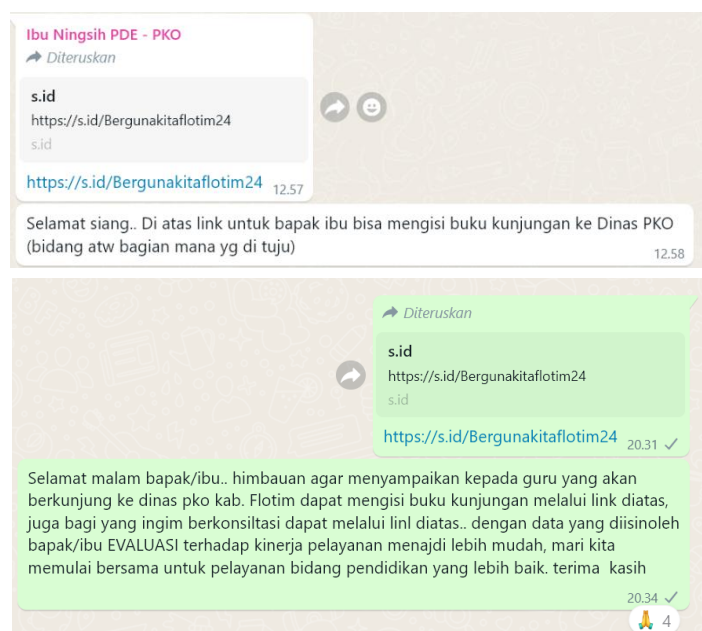 Ibu Ningsih PDE - PKO
Diteruskan
s.id
https://s.id/Bergunakitaflotim24
s.id
https://s.id/Bergunakitaflotim24 12.57
Selamat siang.. Di atas link untuk bapak ibu bisa mengisi buku kunjungan ke Dinas PKO
(bidang atw bagian mana yg di tuju)
12.58
Diteruskan
s.id
https://s.id/Bergunakitaflotim24
s.id
https://s.id/Bergunakitaflotim24 20.31
Selamat malam bapak/ibu.. himbauan agar menyampaikan kepada guru yang akan
berkunjung ke dinas pko kab. Flotim dapat mengisi buku kunjungan melalui link diatas,
juga bagi yang ingim berkonsiltasi dapat melalui linl diatas.. dengan data yang diisinoleh
bapak/ibu EVALUASI terhadap kinerja pelayanan menajdi lebih mudah, mari kita
memulai bersama untuk pelayanan bidang pendidikan yang lebih baik. terima kasih
20.34
4